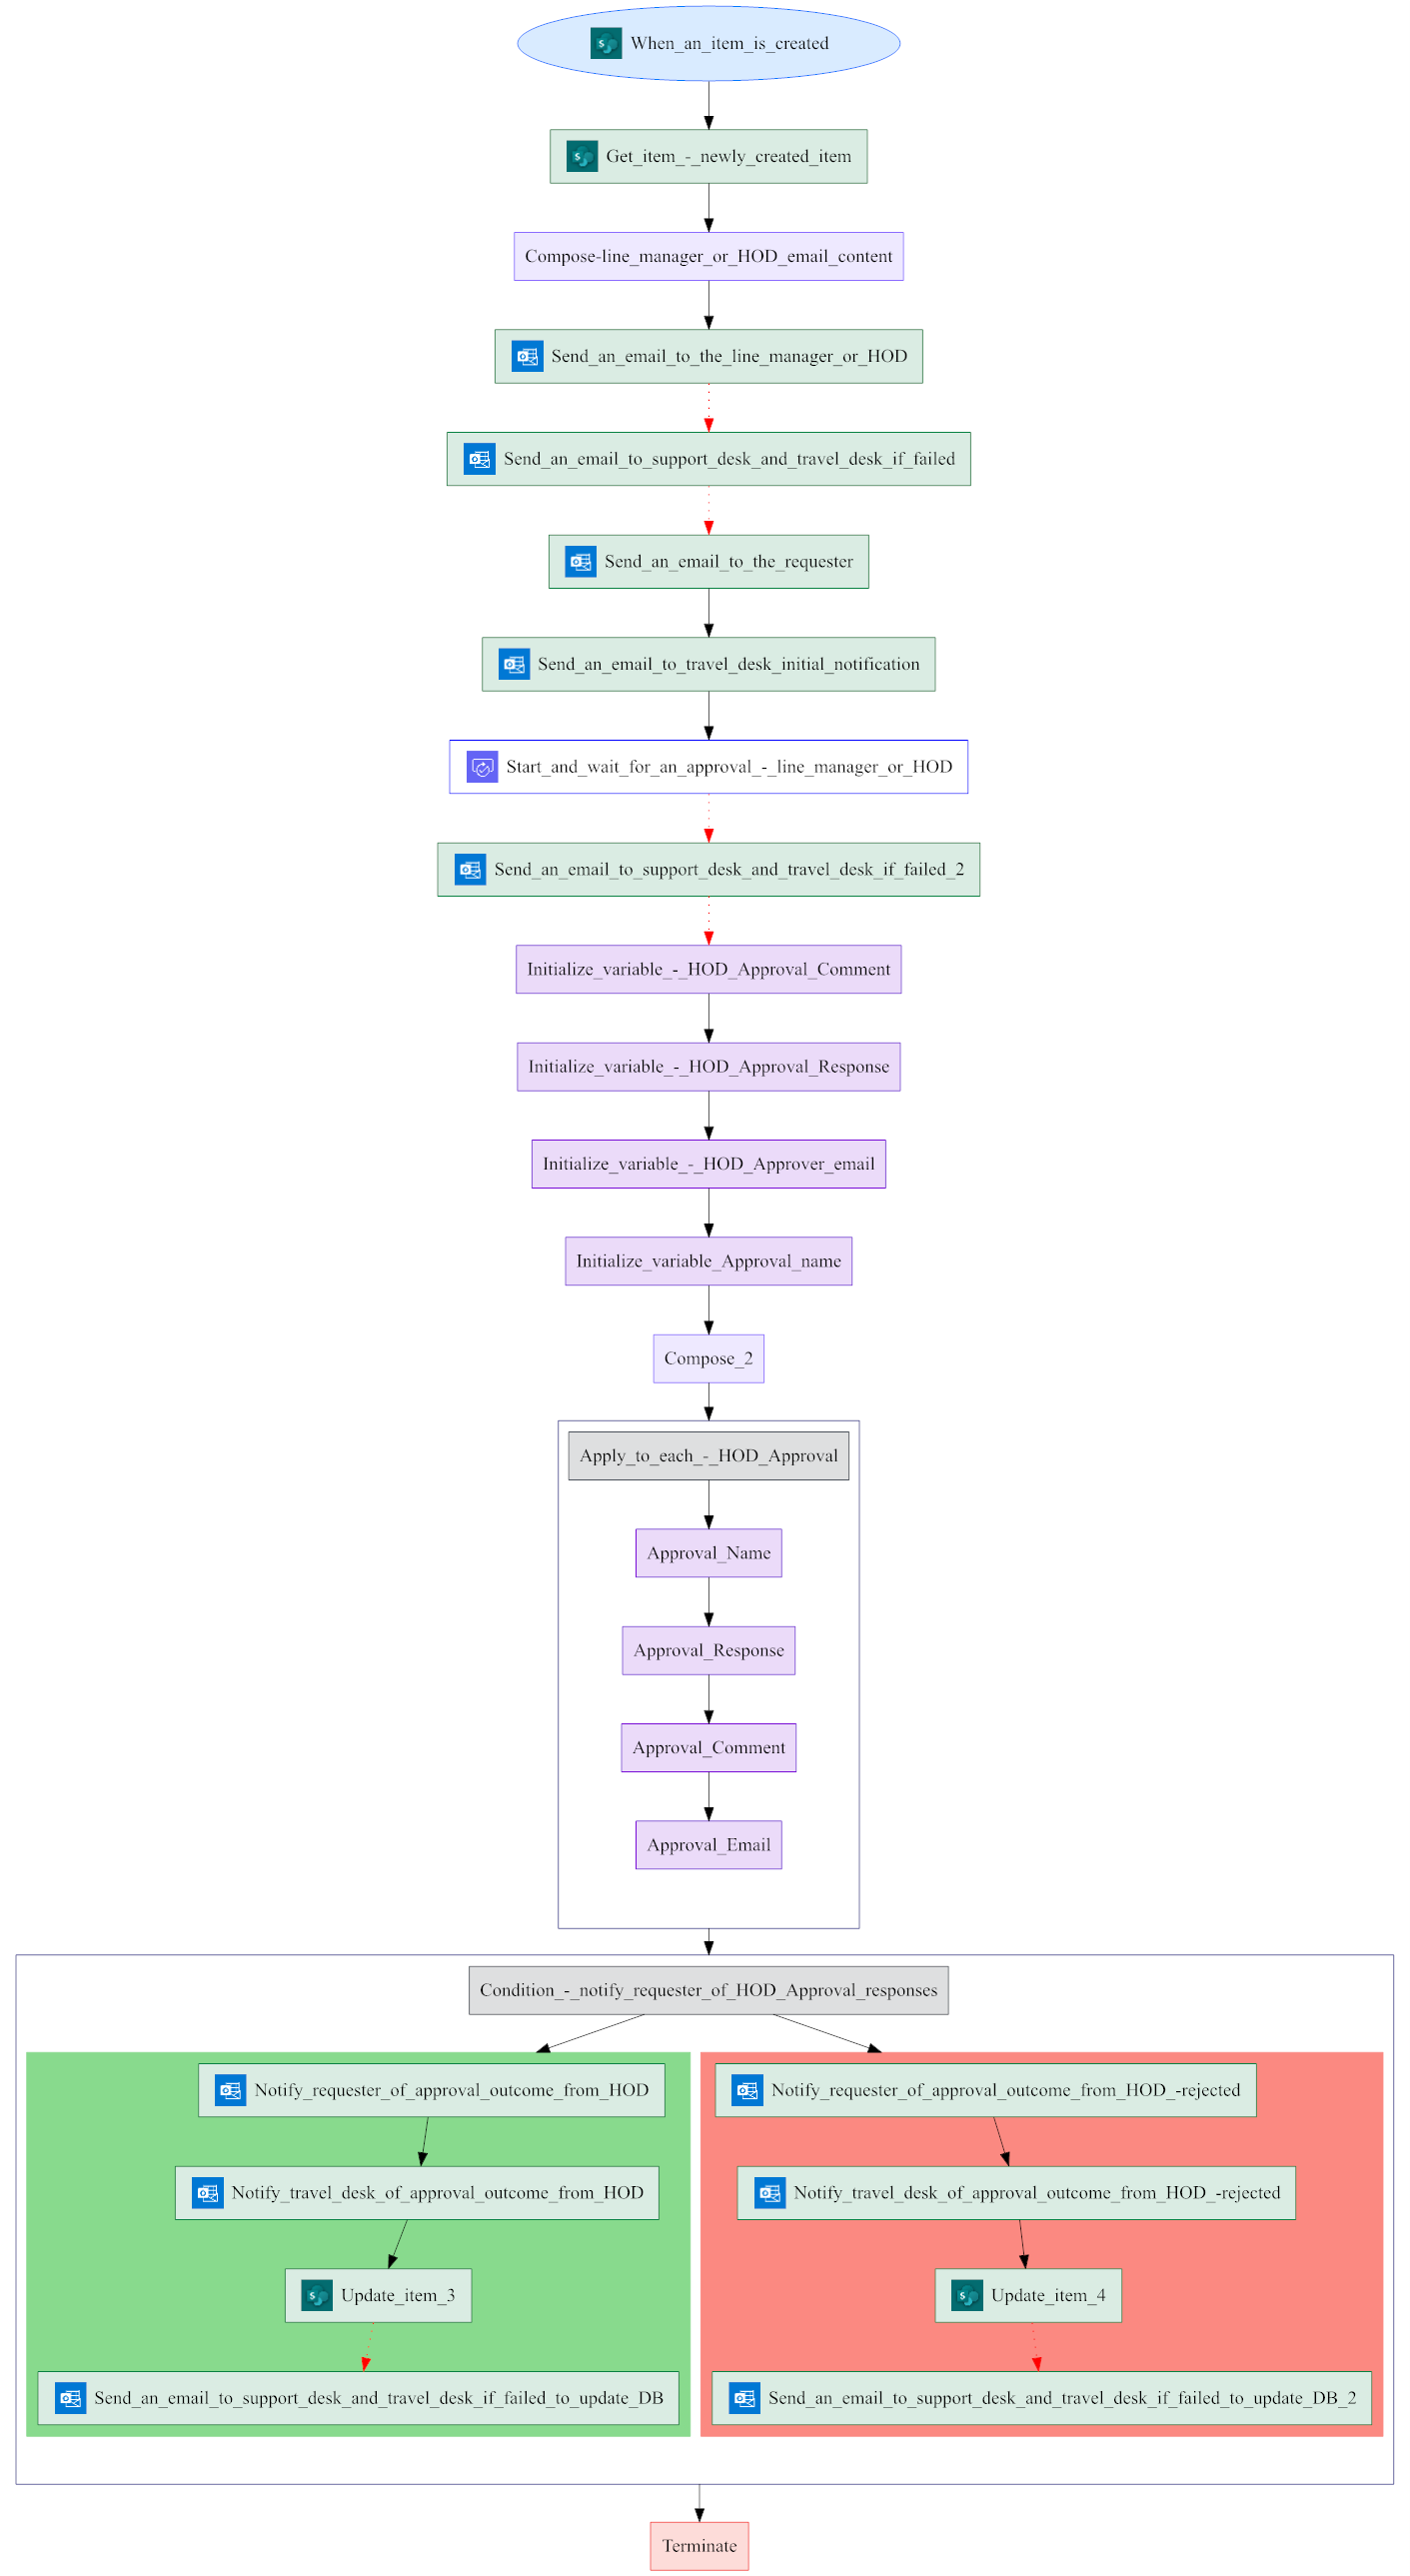 When_an_item_is_created
Get_item_-_newly_created_item
Compose-line_manager_or_HOD_email_content
Send_an_email_to_the_line_manager_or_HOD
Send_an_email_to_support_desk_and_travel_desk_if_failed
Send_an_email_to_the_requester
Send_an_email_to_travel_desk_initial_notification
Start_and_wait_for_an_approval_-_line_manager_or_HOD
Send_an_email_to_support_desk_and_travel_desk_if_failed_2
Initialize_variable_-_HOD_Approval_Comment
Initialize_variable_-_HOD_Approval_Response
Initialize_variable_-_HOD_Approver_email
Initialize_variable_Approval_name
Compose_2
Apply_to_each_-_HOD_Approval
Approval_Name
Approval_Response
Approval_Comment
Approval_Email
Condition_-_notify_requester_of_HOD_Approval_responses
Notify_requester_of_approval_outcome_from_HOD
Notify_travel_desk_of_approval_outcome_from_HOD
Update_item_3
Send_an_email_to_support_desk_and_travel_desk_if_failed_to_update_DB
Notify_requester_of_approval_outcome_from_HOD_-rejected
Notify_travel_desk_of_approval_outcome_from_HOD_-rejected
Update_item_4
Send_an_email_to_support_desk_and_travel_desk_if_failed_to_update_DB_2
Terminate